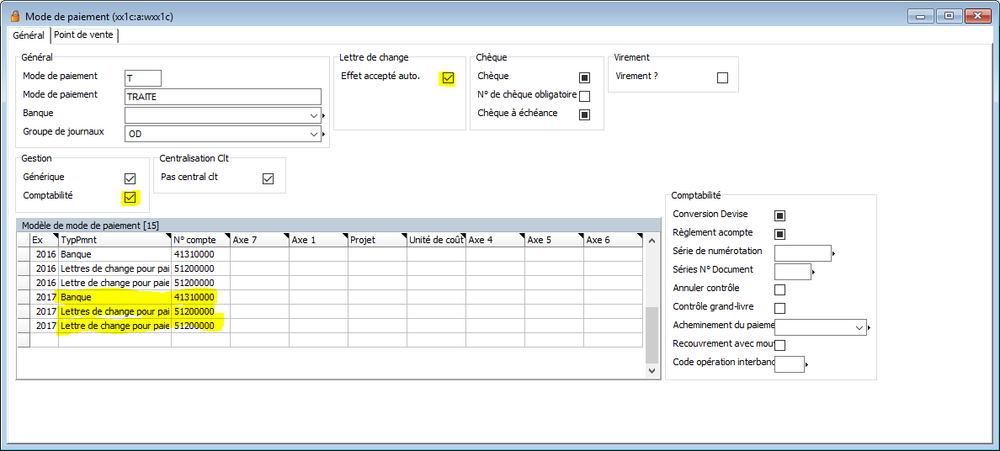 Mode de paiement (xx1c:a:wxx1c)
Général
Point de vente
Général
Mode de paiement T
Mode de paiement TRAITE
Banque
Groupe de journaux OD
Lettre de change
Effet accepté auto.
Chèque
Chèque
N° de chèque obligatoire
Chèque à échéance
Virement
Virement ?
Gestion
Générique
Comptabilité
Centralisation Clt
Pas central clt
Modèle de mode de paiement [15]
Ex TypPmnt N° compte Axe 7 Axe 1 Projet Unité de coût Axe 4 Axe 5 Axe 6
2016 Banque 41310000
2016 Lettres de change pour pai 51200000
2016 Lettre de change pour paie 51200000
2017 Banque 41310000
2017 Lettres de change pour pai 51200000
2017 Lettre de change pour paie 51200000
Comptabilité
Conversion Devise
Règlement acompte
Série de numérotation
Séries N° Document
Annuler contrôle
Contrôle grand-livre
Acheminement du paieme
Recouvrement avec mouv
Code opération interbanc